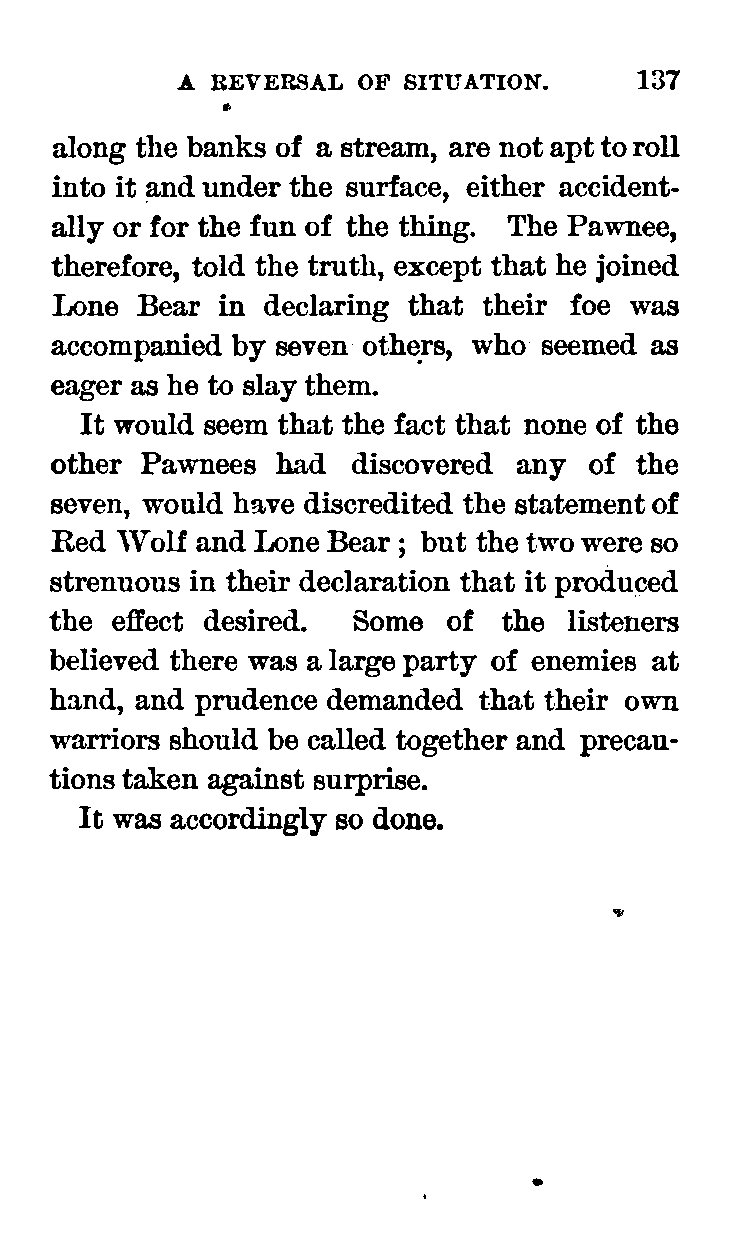 A REVERSAL OF SITUATION. 137
along the banks of a stream, are not apt to roll
into it and under the surface, either accident-
ally or for the fun of the thing. The Pawnee,
therefore, told the truth, except that he joined
Lone Bear in declaring that their foe was
accompanied by seven others, who seemed as
eager as he to slay them.
It would seem that the fact that none of the
other Pawnees had discovered any of the
seven, would have discredited the statement of
Red Wolf and Lone Bear ; but the two were so
strenuous in their declaration that it produced
the effect desired. Some of the listeners
believed there was a large party of enemies at
hand, and prudence demanded that their own
warriors should be called together and precau-
tions taken against surprise.
It was accordingly so done.